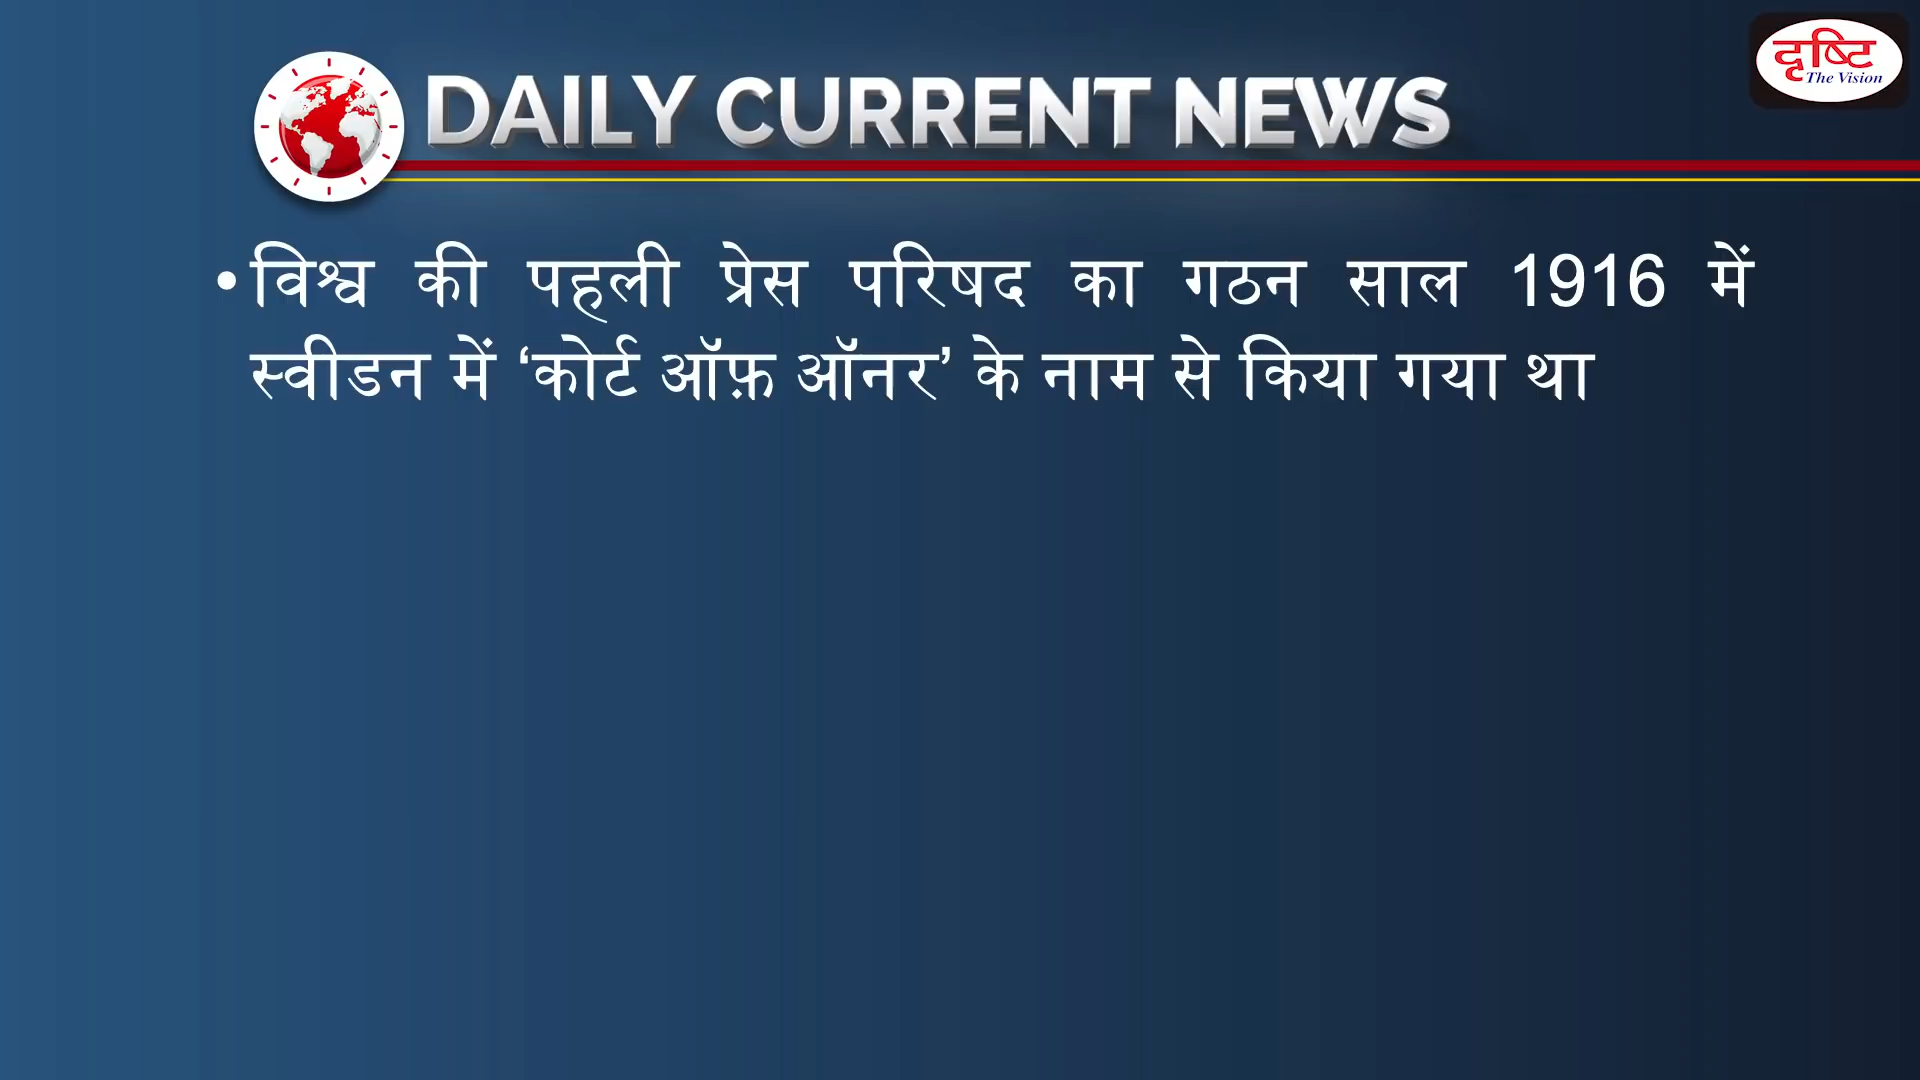 दृष्टि
The Vision
DAILY CURRENT NEWS
•विश्व की पहली प्रेस परिषद का गठन साल 1916 में
स्वीडन में ‘कोर्ट ऑफ़ ऑनर’ के नाम से किया गया था